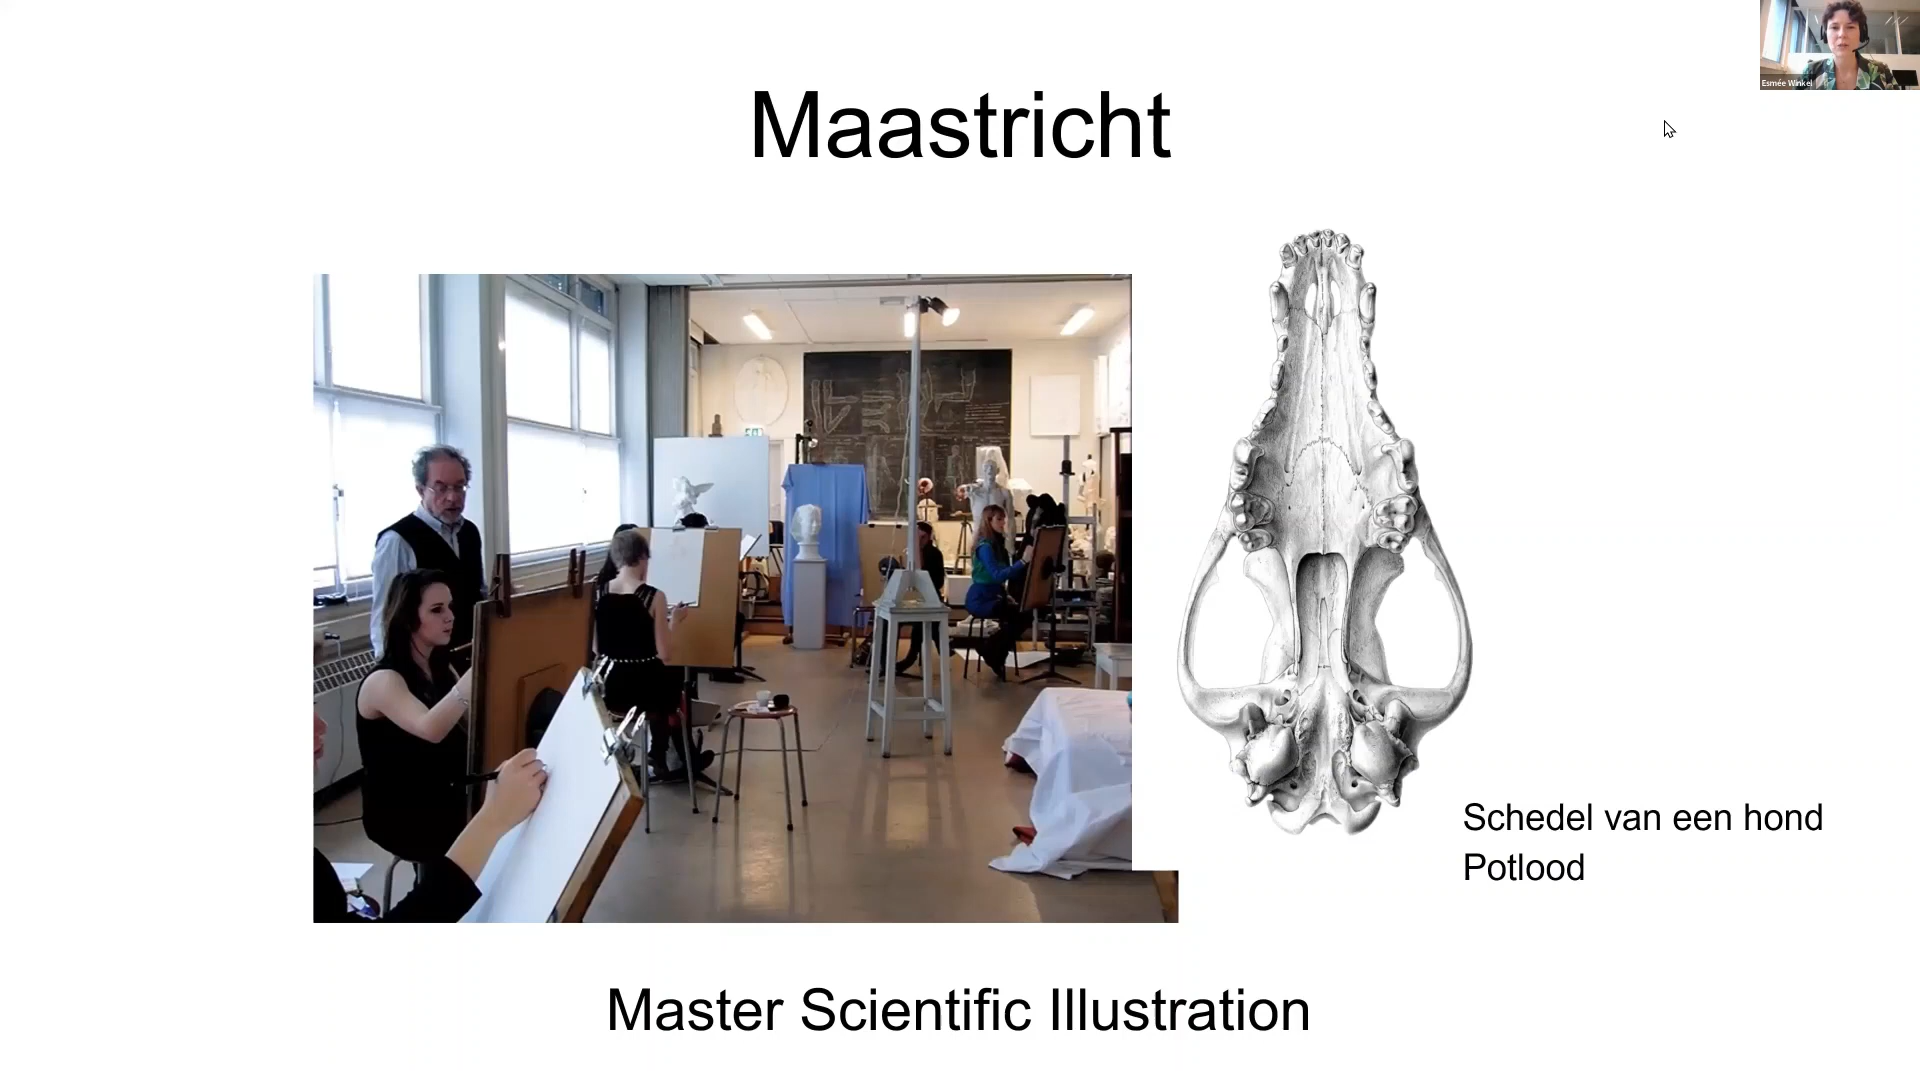 Esmée Winkel
Maastricht
Schedel van een hond
Potlood
Master Scientific Illustration